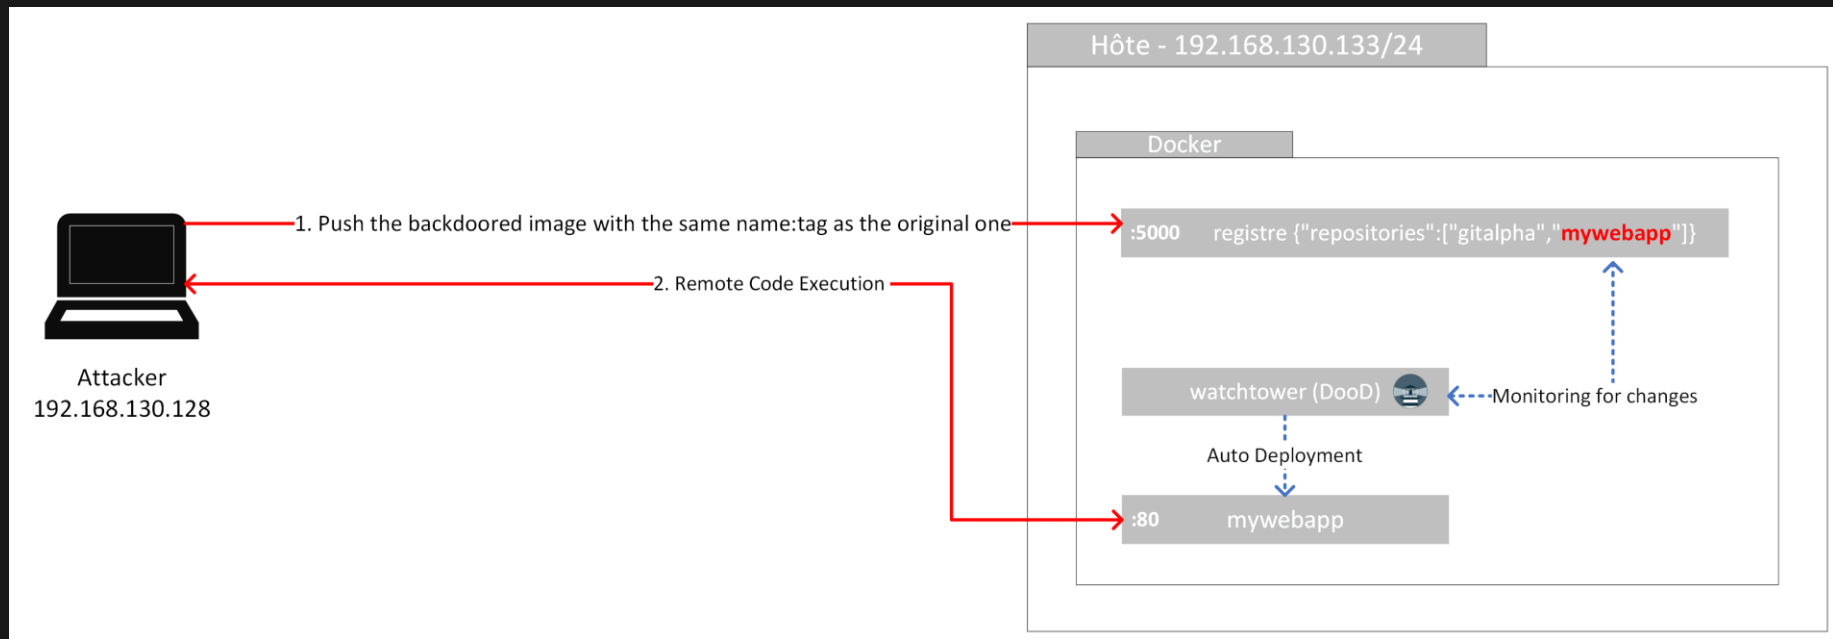 Hôte - 192.168.130.133/24
Docker
1. Push the backdoored image with the same name:tag as the original one
:5000 registre {"repositories":["gitalpha","mywebapp"]}
2. Remote Code Execution
Attacker
192.168.130.128
watchtower (DooD)
Monitoring for changes
Auto Deployment
:80 mywebapp